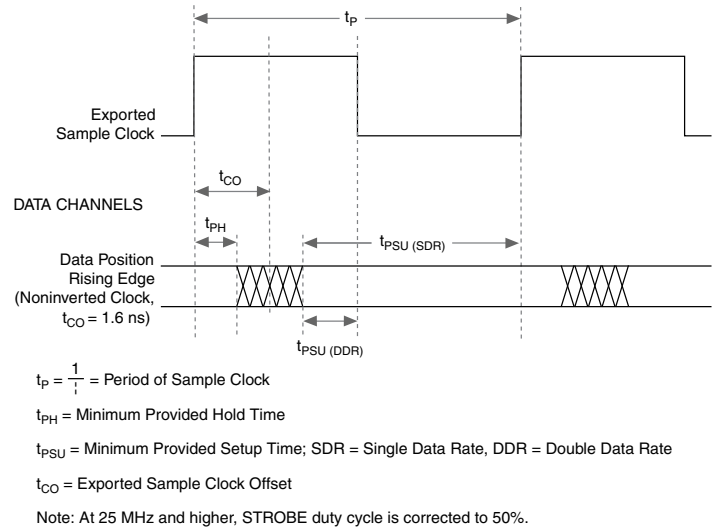 tP
Exported
Sample Clock
tCO
DATA CHANNELS
tPH
tPSU (SDR)
Data Position
Rising Edge
(Noninverted Clock,
tCO = 1.6 ns)
tPSU (DDR)
tP = 1/¦ = Period of Sample Clock
tPH = Minimum Provided Hold Time
tPSU = Minimum Provided Setup Time; SDR = Single Data Rate, DDR = Double Data Rate
tCO = Exported Sample Clock Offset
Note: At 25 MHz and higher, STROBE duty cycle is corrected to 50%.